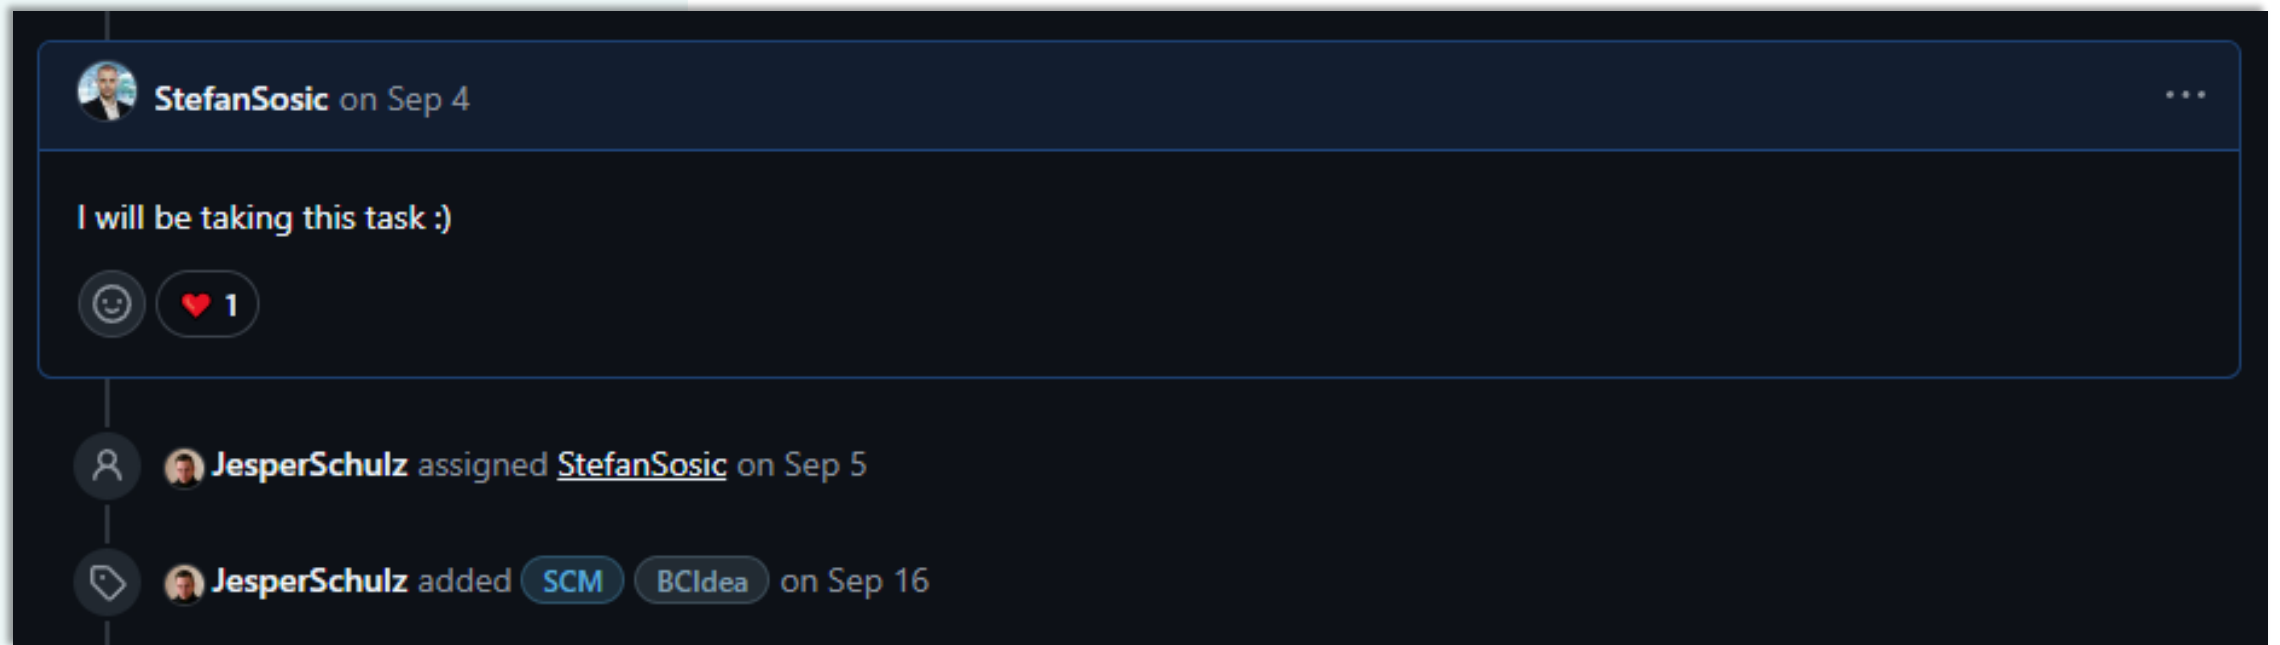 StefanSosic on Sep 4
I will be taking this task :)
1
JesperSchulz assigned StefanSosic on Sep 5
JesperSchulz added SCM BCIdea on Sep 16